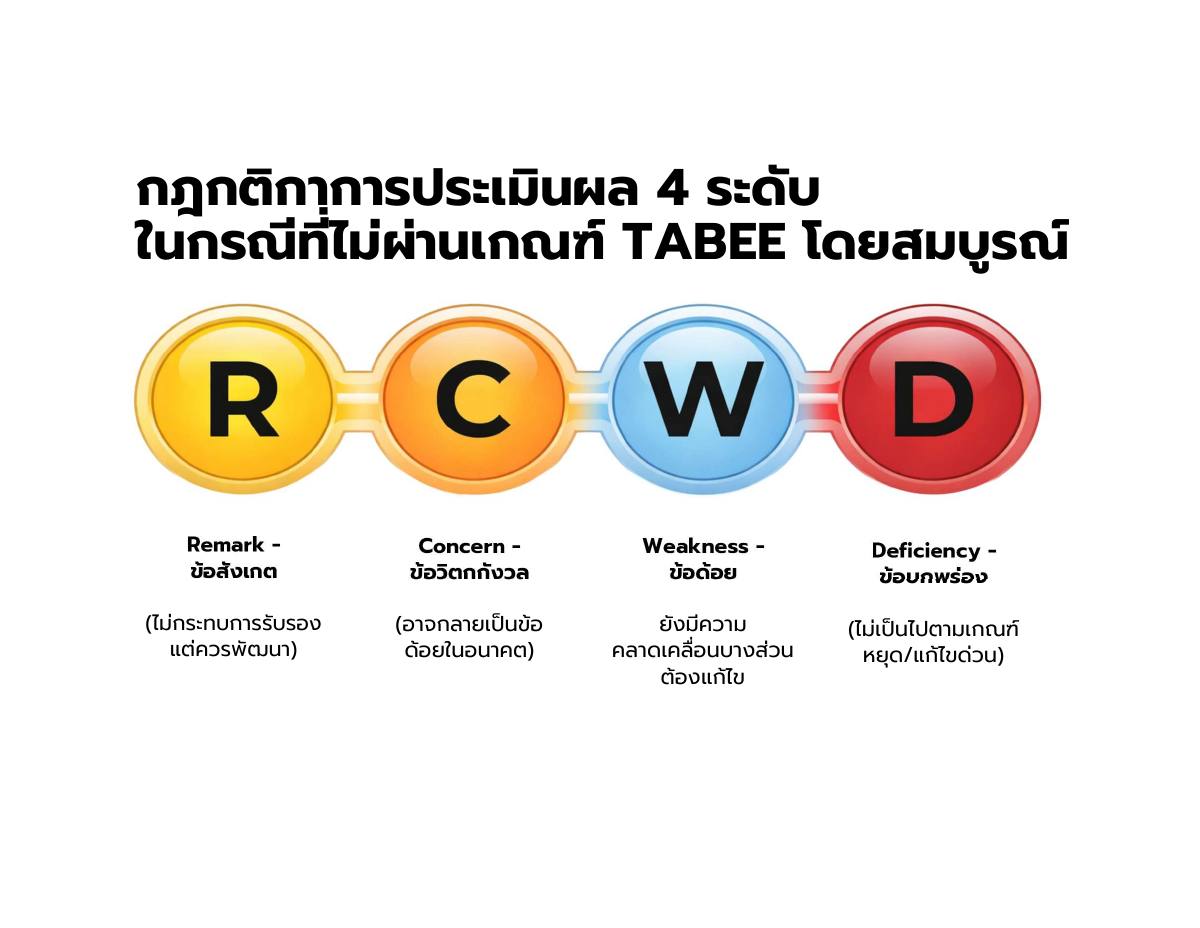 กฎกติกาการประเมินผล 4 ระดับ
ในกรณีที่ไม่ผ่านเกณฑ์ TABEE โดยสมบูรณ์
R
C
W
D
Remark -
ข้อสังเกต
(ไม่กระทบการรับรอง
แต่ควรพัฒนา)
Concern -
ข้อวิตกกังวล
(อาจกลายเป็นข้อ
ด้อยในอนาคต)
Weakness -
ข้อด้อย
ยังมีความ
คลาดเคลื่อนบางส่วน
ต้องแก้ไข
Deficiency -
ข้อบกพร่อง
(ไม่เป็นไปตามเกณฑ์
หยุด/แก้ไขด่วน)